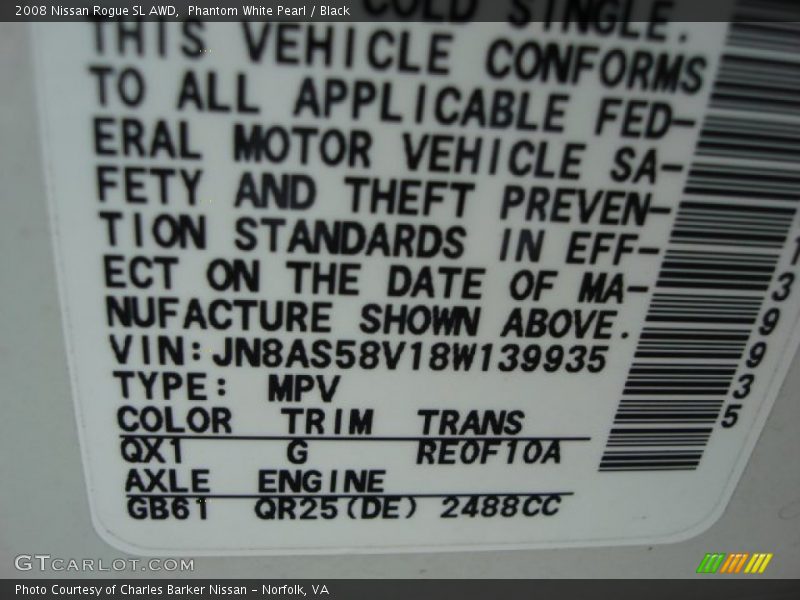 2008 Nissan Rogue SL AWD, Phantom White Pearl / Black
COLD SINGLE.
THIS VEHICLE CONFORMS
TO ALL APPLICABLE FED-
ERAL MOTOR VEHICLE SA-
FETY AND THEFT PREVEN-
TION STANDARDS IN EFF-
ECT ON THE DATE OF MA-
NUFACTURE SHOWN ABOVE.
VIN:JN8AS58V18W139935
TYPE: MPV
COLOR TRIM TRANS
QX1 G RE0F10A
AXLE ENGINE
GB61 QR25(DE) 2488CC
139935
GTCARLOT.COM
Photo Courtesy of Charles Barker Nissan - Norfolk, VA